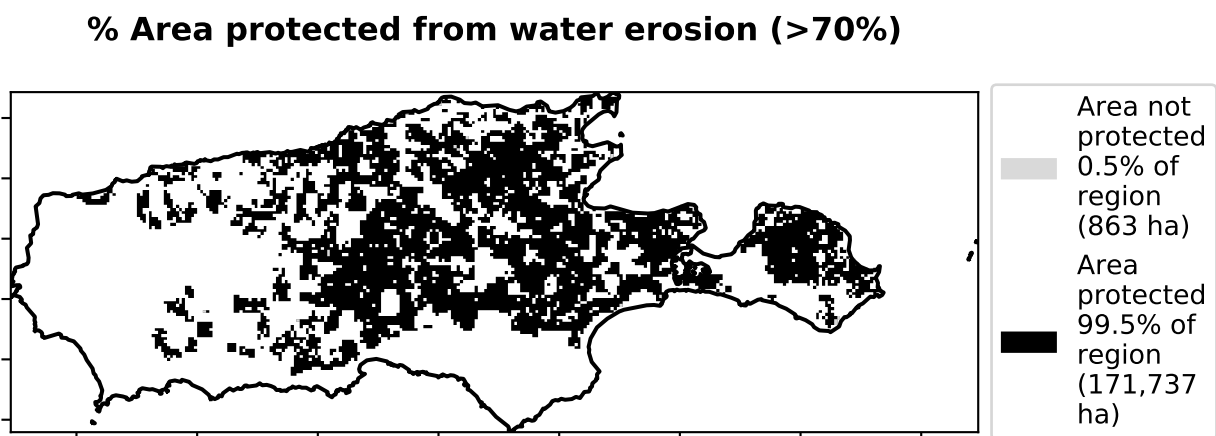 % Area protected from water erosion (>70%)
Area not
protected
0.5% of
region
(863 ha)
Area
protected
99.5% of
region
(171,737
ha)